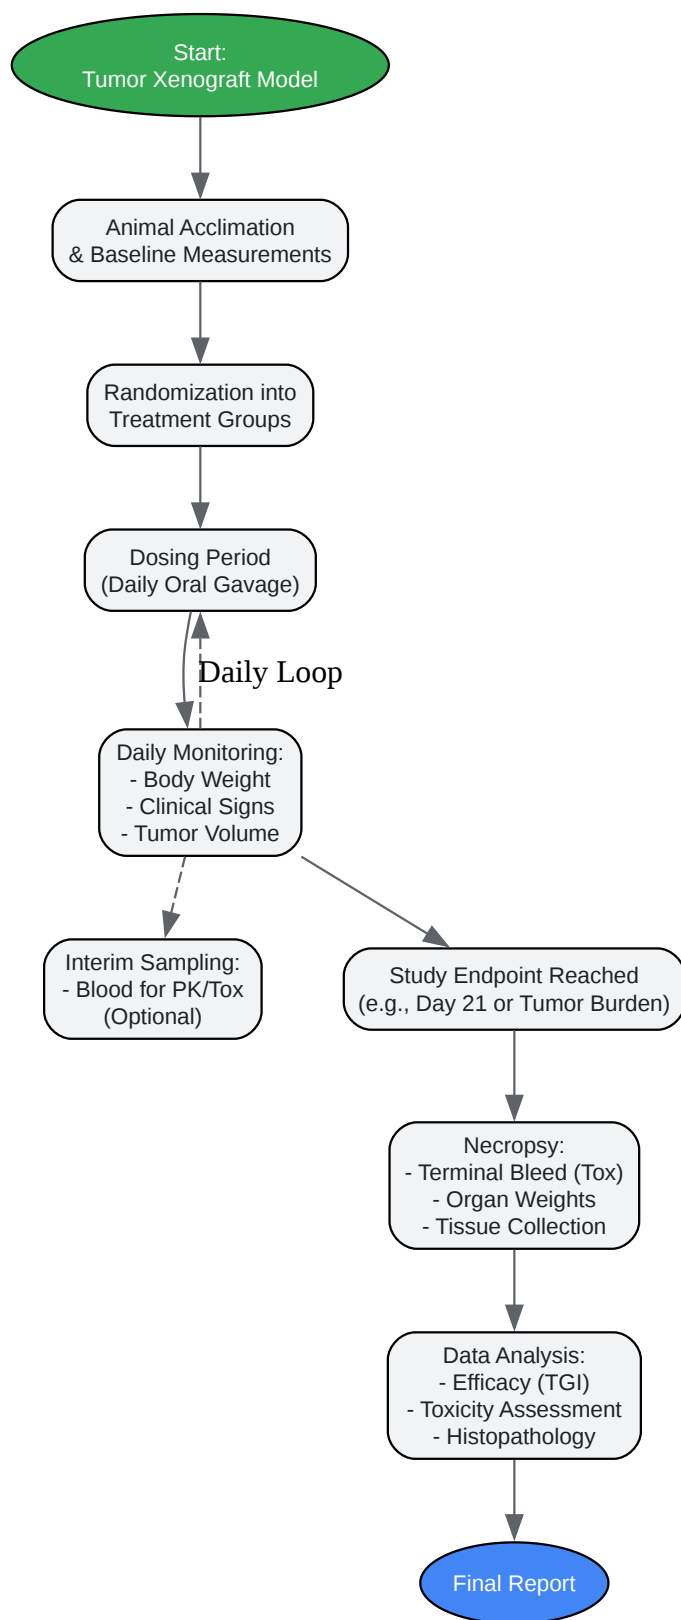 Start:
Tumor Xenograft Model
Animal Acclimation
& Baseline Measurements
Randomization into
Treatment Groups
Dosing Period
(Daily Oral Gavage)
Daily Loop
Daily Monitoring:
- Body Weight
- Clinical Signs
- Tumor Volume
Interim Sampling:
- Blood for PK/Tox
(Optional)
Study Endpoint Reached
(e.g., Day 21 or Tumor Burden)
Necropsy:
- Terminal Bleed (Tox)
- Organ Weights
- Tissue Collection
Data Analysis:
- Efficacy (TGI)
- Toxicity Assessment
- Histopathology
Final Report